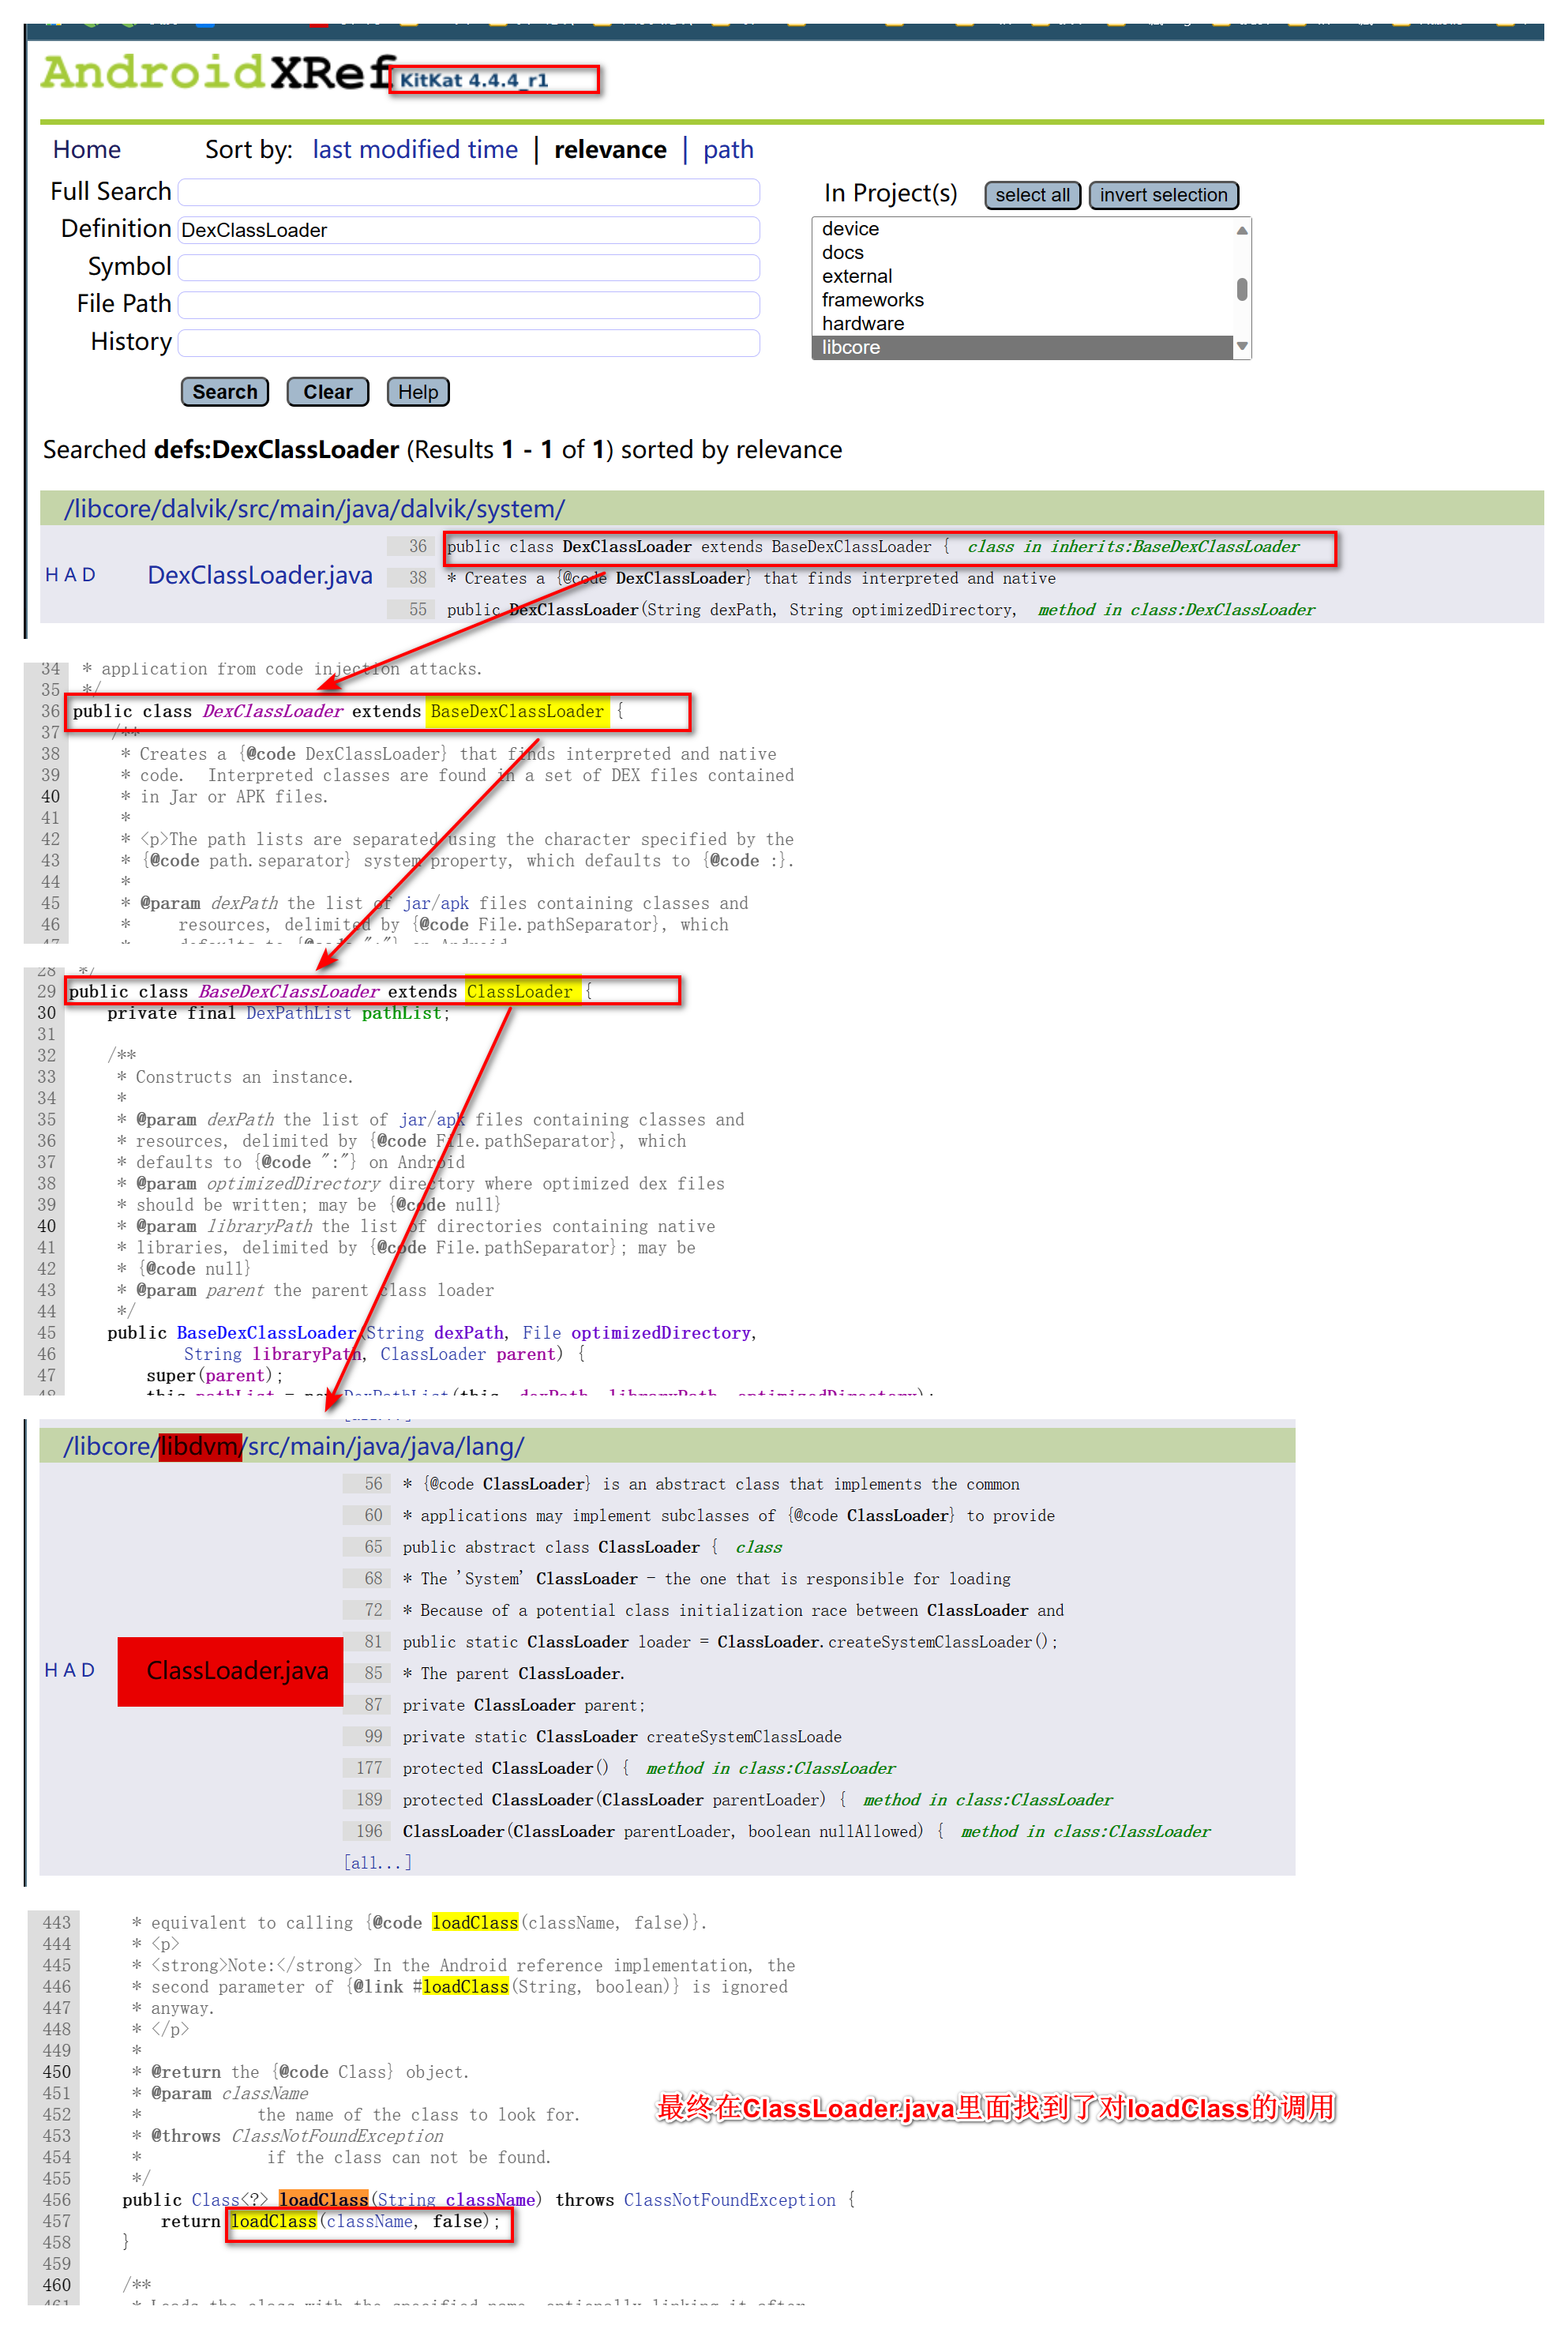 AndroidXRef KitKat 4.4.4_r1
Home Sort by: last modified time | relevance | path
Full Search
Definition DexClassLoader
Symbol
File Path
History
In Project(s) select all invert selection
device
docs
external
frameworks
hardware
libcore
Search Clear Help
Searched defs:DexClassLoader (Results 1 - 1 of 1) sorted by relevance
/libcore/dalvik/src/main/java/dalvik/system/
H A D DexClassLoader.java
36 public class DexClassLoader extends BaseDexClassLoader { class in inherits:BaseDexClassLoader
38 * Creates a {@code DexClassLoader} that finds interpreted and native
55 public DexClassLoader(String dexPath, String optimizedDirectory, method in class:DexClassLoader
34 * application from code injection attacks.
35 */
36 public class DexClassLoader extends BaseDexClassLoader {
37 /**
38 * Creates a {@code DexClassLoader} that finds interpreted and native
39 * code. Interpreted classes are found in a set of DEX files contained
40 * in Jar or APK files.
41 *
42 * <p>The path lists are separated using the character specified by the
43 * {@code path.separator} system property, which defaults to {@code :}.
44 *
45 * @param dexPath the list of jar/apk files containing classes and
46 * resources, delimited by {@code File.pathSeparator}, which
47 * defaults to {@code ":"} on Android
28 */
29 public class BaseDexClassLoader extends ClassLoader {
30 private final DexPathList pathList;
31
32 /**
33 * Constructs an instance.
34 *
35 * @param dexPath the list of jar/apk files containing classes and
36 * resources, delimited by {@code File.pathSeparator}, which
37 * defaults to {@code ":"} on Android
38 * @param optimizedDirectory directory where optimized dex files
39 * should be written; may be {@code null}
40 * @param libraryPath the list of directories containing native
41 * libraries, delimited by {@code File.pathSeparator}; may be
42 * {@code null}
43 * @param parent the parent class loader
44 */
45 public BaseDexClassLoader(String dexPath, File optimizedDirectory,
46 String libraryPath, ClassLoader parent) {
47 super(parent);
48 this.pathList = new DexPathList(this, dexPath, libraryPath, optimizedDirectory);
[all...]
/libcore/libdvm/src/main/java/java/lang/
H A D ClassLoader.java
56 * {@code ClassLoader} is an abstract class that implements the common
60 * applications may implement subclasses of {@code ClassLoader} to provide
65 public abstract class ClassLoader { class
68 * The 'System' ClassLoader - the one that is responsible for loading
72 * Because of a potential class initialization race between ClassLoader and
81 public static ClassLoader loader = ClassLoader.createSystemClassLoader();
85 * The parent ClassLoader.
87 private ClassLoader parent;
99 private static ClassLoader createSystemClassLoade
177 protected ClassLoader() { method in class:ClassLoader
189 protected ClassLoader(ClassLoader parentLoader) { method in class:ClassLoader
196 ClassLoader(ClassLoader parentLoader, boolean nullAllowed) { method in class:ClassLoader
[all...]
443 * equivalent to calling {@code loadClass(className, false)}.
444 * <p>
445 * <strong>Note:</strong> In the Android reference implementation, the
446 * second parameter of {@link #loadClass(String, boolean)} is ignored
447 * anyway.
448 * </p>
449 *
450 * @return the {@code Class} object.
451 * @param className
452 * the name of the class to look for.
453 * @throws ClassNotFoundException
454 * if the class can not be found.
455 */
456 public Class<?> loadClass(String className) throws ClassNotFoundException {
457 return loadClass(className, false);
458 }
459
460 /**
最终在ClassLoader.java里面找到了对loadClass的调用